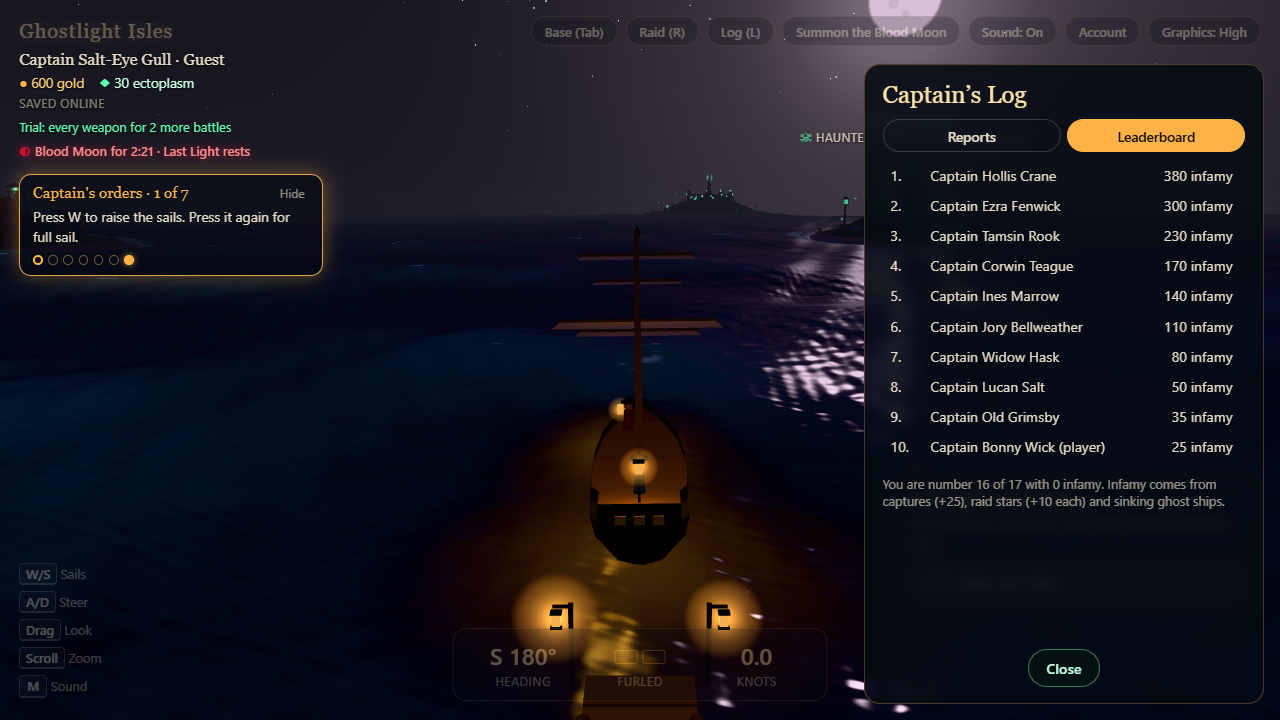 Ghostlight Isles
Captain Salt-Eye Gull · Guest
600 gold 30 ectoplasm
SAVED ONLINE
Trial: every weapon for 2 more battles
Blood Moon for 2:21 · Last Light rests
Captain's orders · 1 of 7 Hide
Press W to raise the sails. Press it again for
full sail.
Base (Tab) Raid (R) Log (L) Summon the Blood Moon Sound: On Account Graphics: High
HAUNTE
Captain's Log
Reports Leaderboard
1. Captain Hollis Crane 380 infamy
2. Captain Ezra Fenwick 300 infamy
3. Captain Tamsin Rook 230 infamy
4. Captain Corwin Teague 170 infamy
5. Captain Ines Marrow 140 infamy
6. Captain Jory Bellweather 110 infamy
7. Captain Widow Hask 80 infamy
8. Captain Lucan Salt 50 infamy
9. Captain Old Grimsby 35 infamy
10. Captain Bonny Wick (player) 25 infamy
You are number 16 of 17 with 0 infamy. Infamy comes from
captures (+25), raid stars (+10 each) and sinking ghost ships.
Close
W/S Sails
A/D Steer
Drag Look
Scroll Zoom
M Sound
S 180° 0.0
HEADING FURLED KNOTS